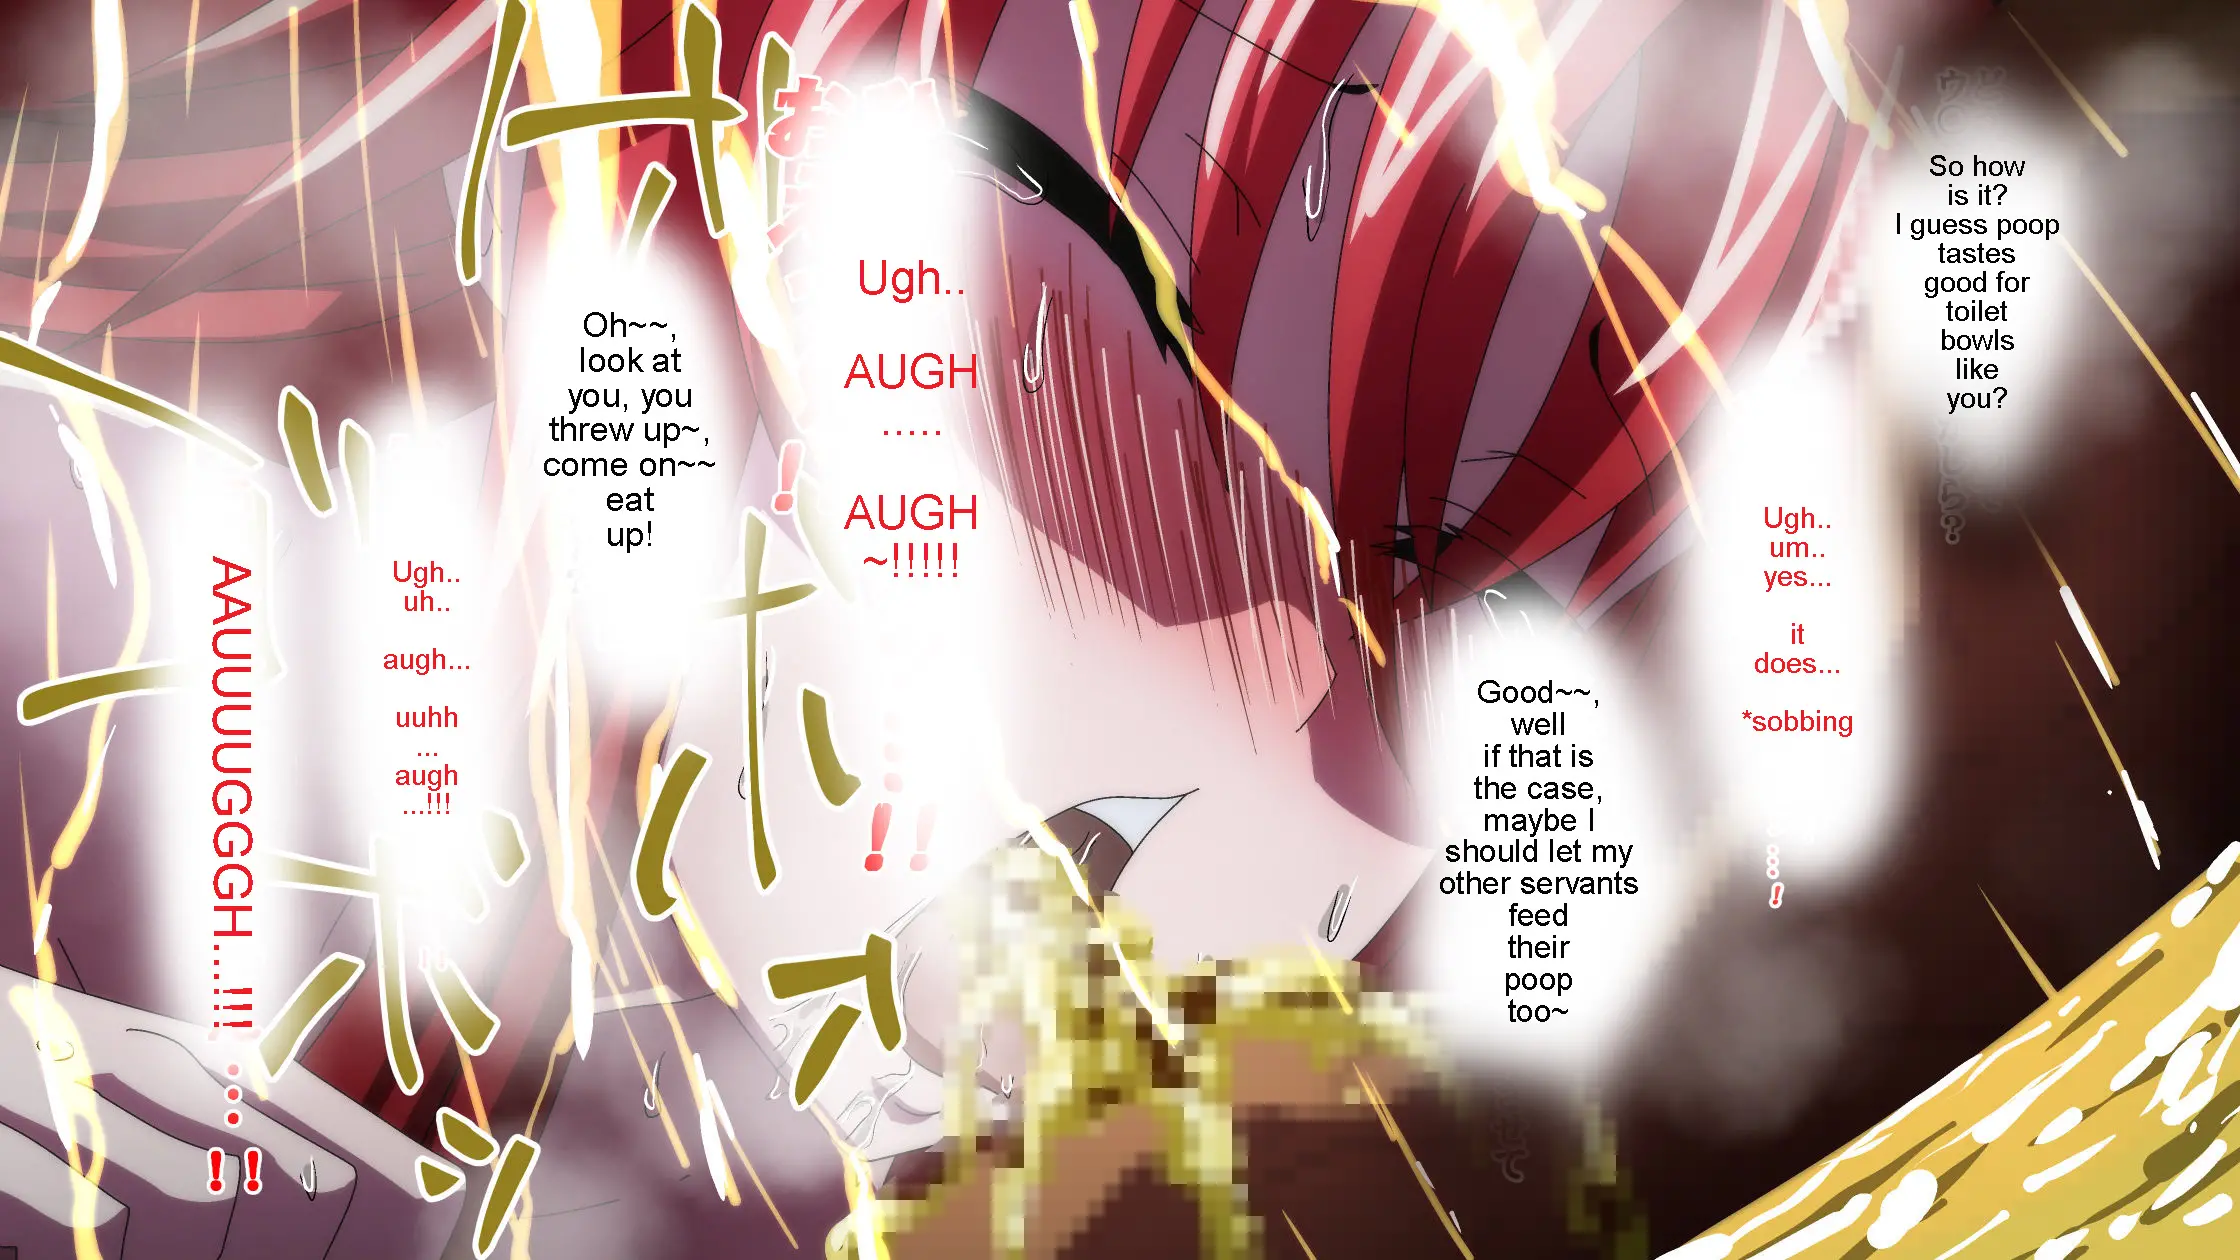 So how
is it?
I guess poop
tastes
good for
toilet
bowls
like
you?
Ugh..
um..
yes...
it
does...
*sobbing
Good~~,
well
if that is
the case,
maybe I
should let my
other servants
feed
their
poop
too~
Ugh..
AUGH
.....
AUGH
~!!!!!
Oh~~,
look at
you, you
threw up~,
come on~~
eat
up!
Ugh..
uh..
augh...
uuhh
...
augh
...!!!
AAUUUUUGGGH...!!!